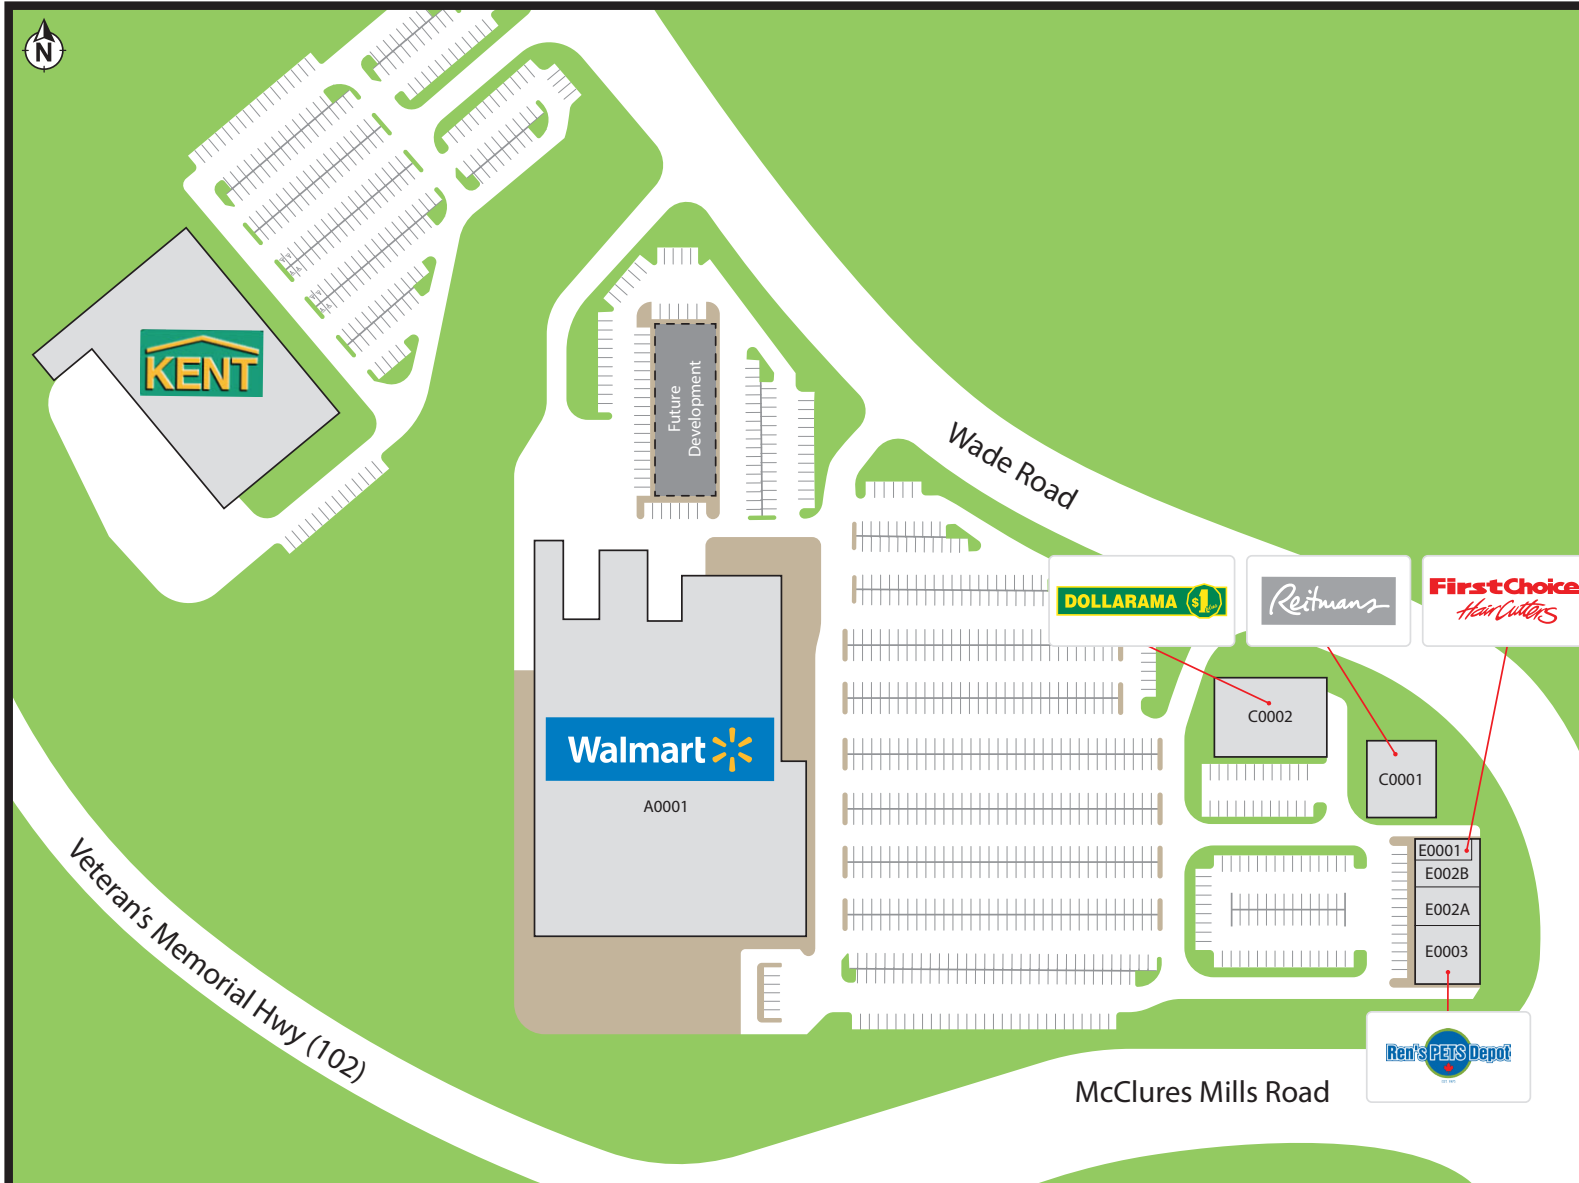 N
KENT
Future
Development
Wade Road
DOLLARAMA $1
Reitmans
FirstChoice
HairCutters
C0002
C0001
Walmart
A0001
E0001
E002B
E002A
E0003
Veteran's Memorial Hwy (102)
Ren's PETS Depot
McClures Mills Road